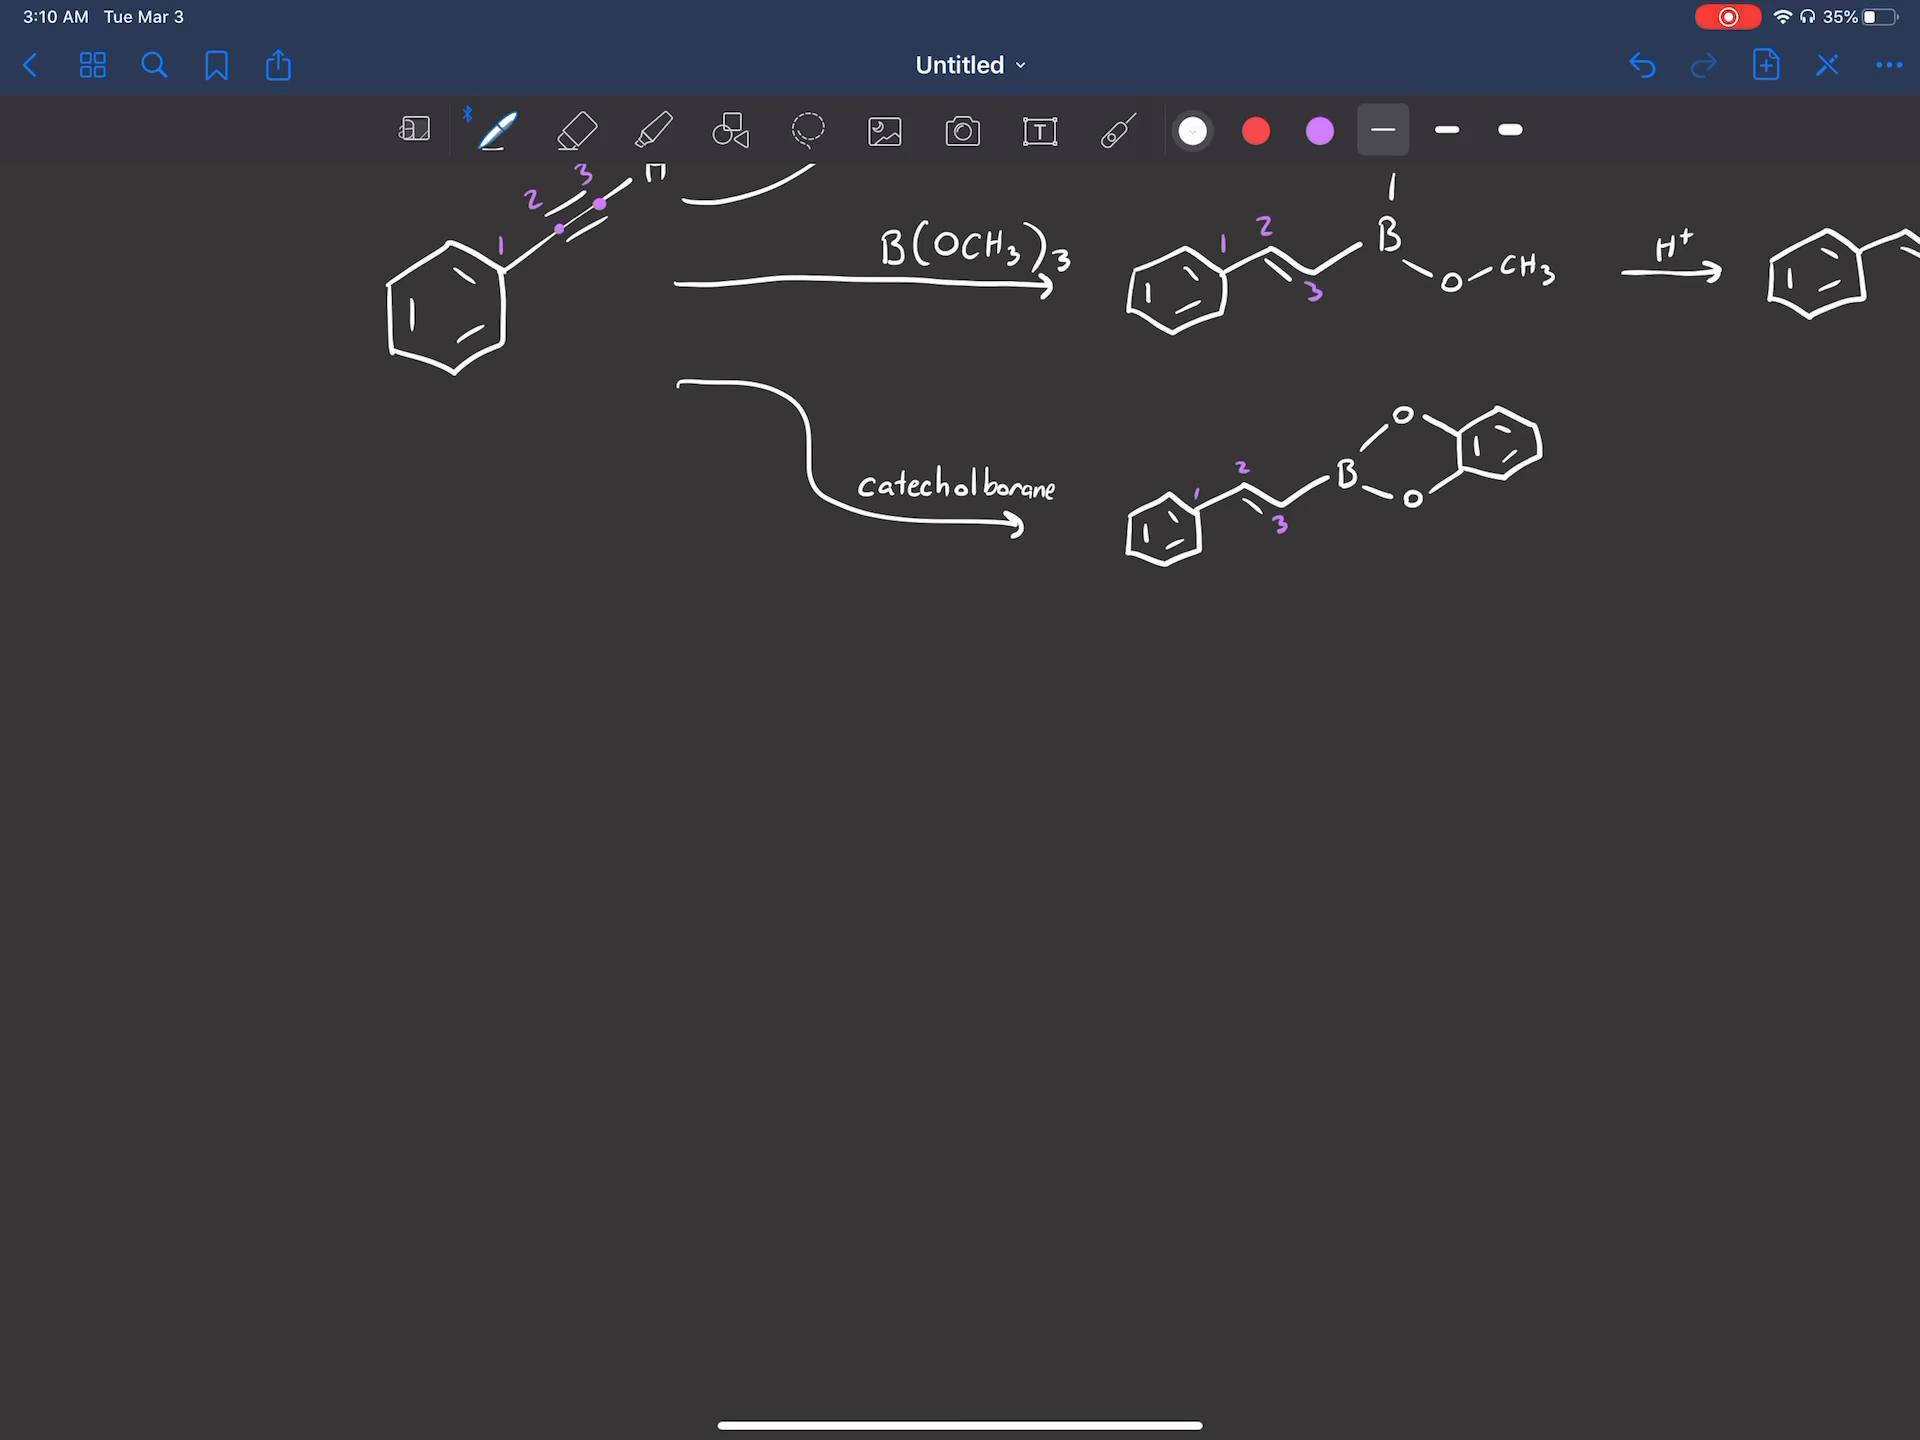 3:10 AM Tue Mar 3
35%
Untitled
T
2 3 H
1
B(OCH3)3
1 2 3
B
O CH3
H+
catecholborane
1 2 3
B
O
O